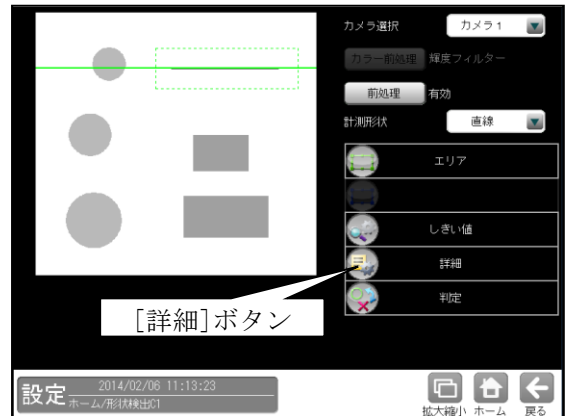 カメラ選択 カメラ1
カラー前処理 輝度フィルター
前処理 有効
計測形状 直線
エリア
しきい値
詳細
判定
[詳細]ボタン
設定 2014/02/06 11:13:23
ホーム/形状検出C1
拡大縮小 ホーム 戻る